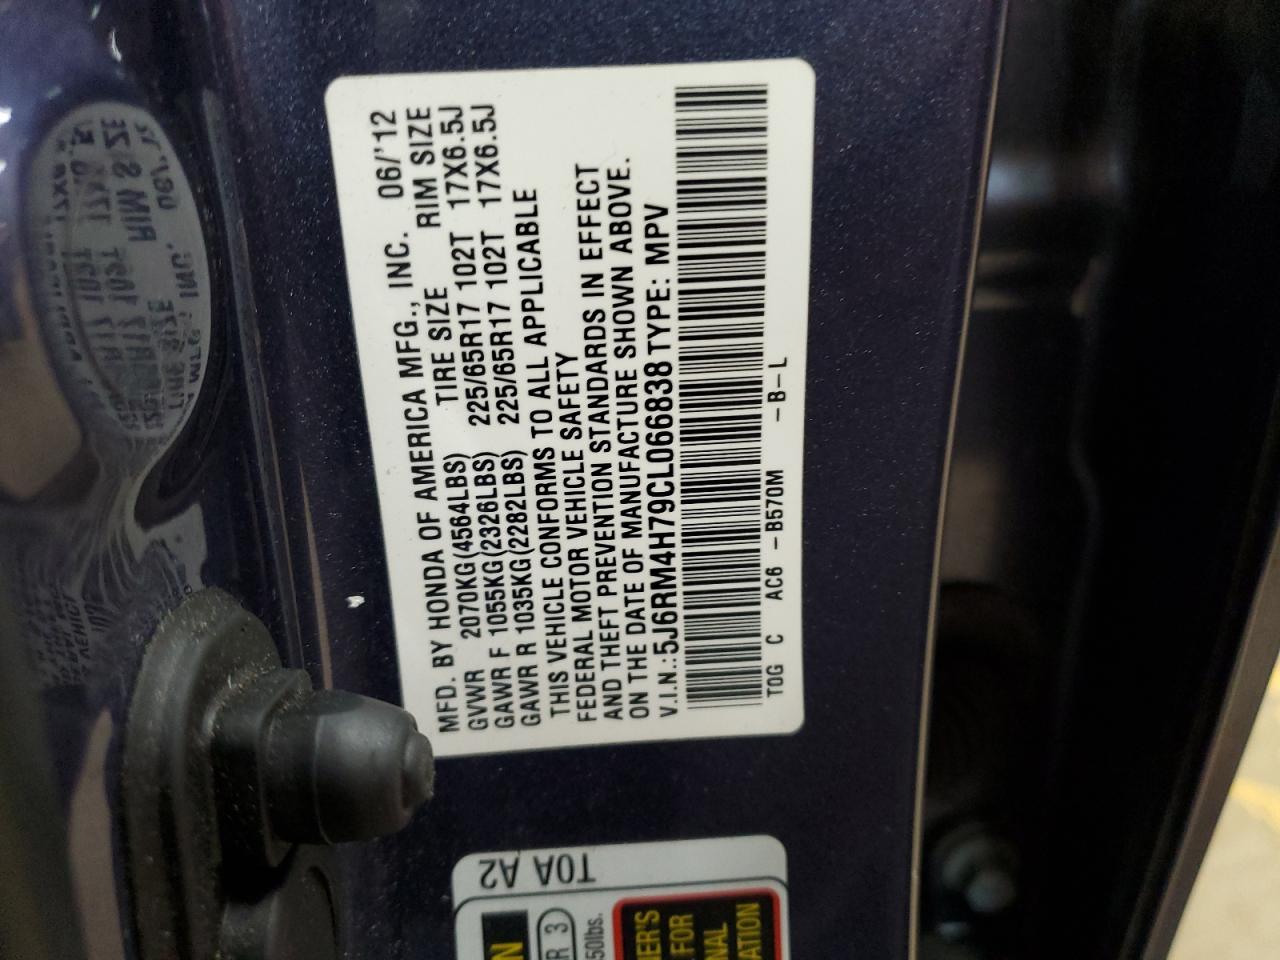 MFD. BY HONDA OF AMERICA MFG., INC. 06/'12
GVWR 2070KG(4564LBS) TIRE SIZE RIM SIZE
GAWR F 1055KG(2326LBS) 225/65R17 102T 17X6.5J
GAWR R 1035KG(2282LBS) 225/65R17 102T 17X6.5J
THIS VEHICLE CONFORMS TO ALL APPLICABLE
FEDERAL MOTOR VEHICLE SAFETY
AND THEFT PREVENTION STANDARDS IN EFFECT
ON THE DATE OF MANUFACTURE SHOWN ABOVE.
V.I.N.:5J6RM4H79CL066838 TYPE: MPV
TOG C AC6 -B570M -B-L
T0A A2